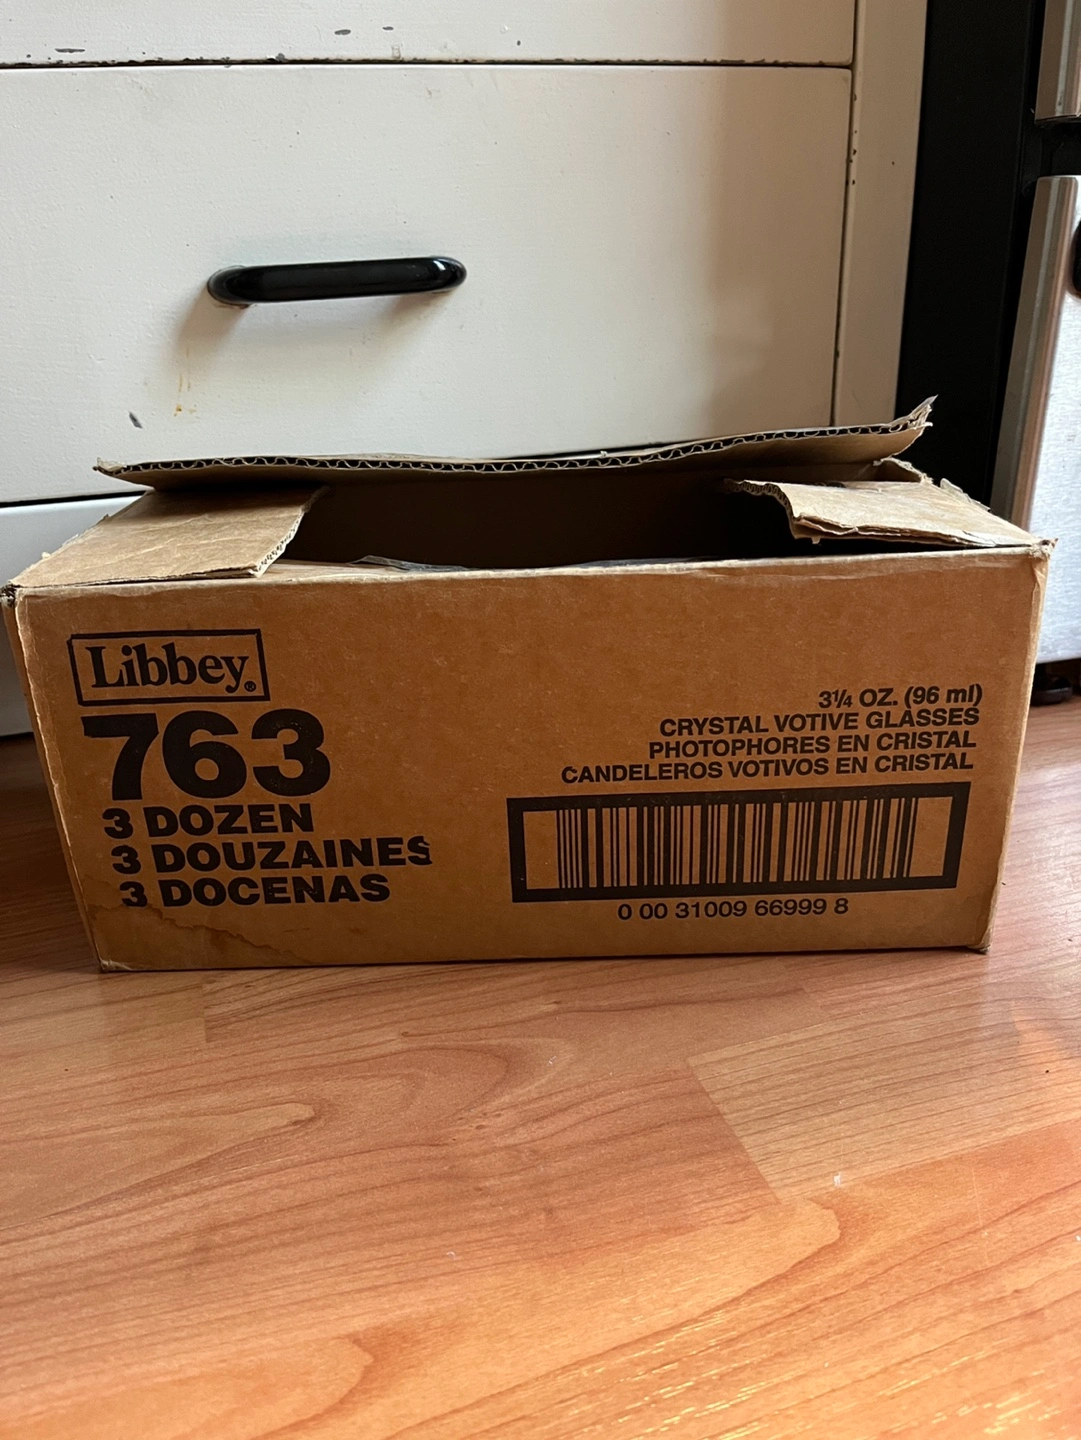 Libbey®
763
3 DOZEN
3 DOUZAINES
3 DOCENAS
3¼ OZ. (96 ml)
CRYSTAL VOTIVE GLASSES
PHOTOPHORES EN CRISTAL
CANDELEROS VOTIVOS EN CRISTAL
0 00 31009 66999 8